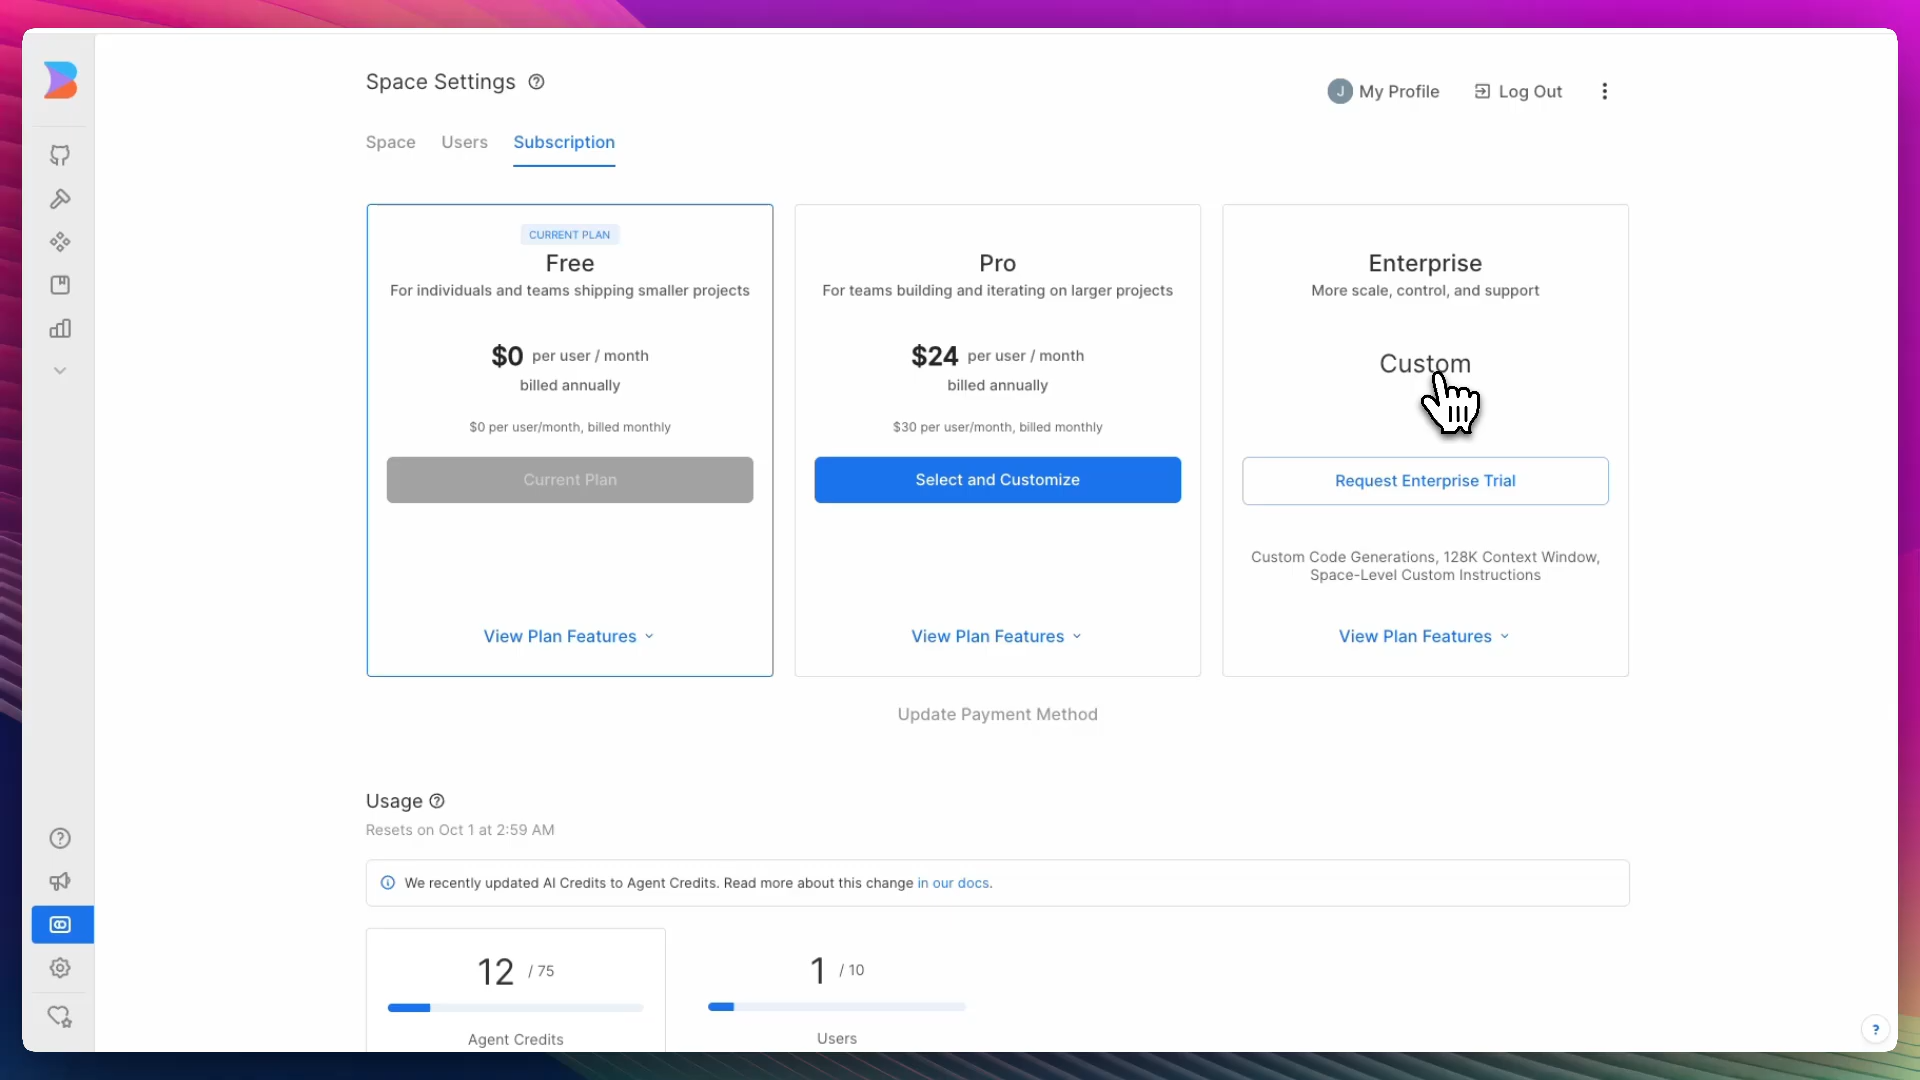 Space Settings
J My Profile
Log Out
Space
Users
Subscription
CURRENT PLAN
Free
For individuals and teams shipping smaller projects
$0 per user / month
billed annually
$0 per user/month, billed monthly
Current Plan
View Plan Features
Pro
For teams building and iterating on larger projects
$24 per user / month
billed annually
$30 per user/month, billed monthly
Select and Customize
View Plan Features
Enterprise
More scale, control, and support
Custom
Request Enterprise Trial
Custom Code Generations, 128K Context Window,
Space-Level Custom Instructions
View Plan Features
Update Payment Method
Usage
Resets on Oct 1 at 2:59 AM
We recently updated AI Credits to Agent Credits. Read more about this change in our docs.
12 / 75
Agent Credits
1 / 10
Users
?